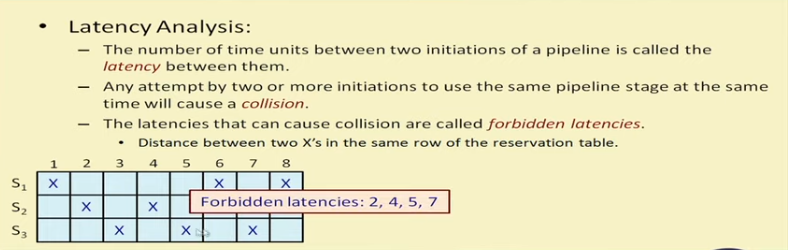 • Latency Analysis:
– The number of time units between two initiations of a pipeline is called the
latency between them.
– Any attempt by two or more initiations to use the same pipeline stage at the same
time will cause a collision.
– The latencies that can cause collision are called forbidden latencies.
• Distance between two X's in the same row of the reservation table.
1 2 3 4 5 6 7 8
S1 X X X
S2 X X
Forbidden latencies: 2, 4, 5, 7
S3 X X X